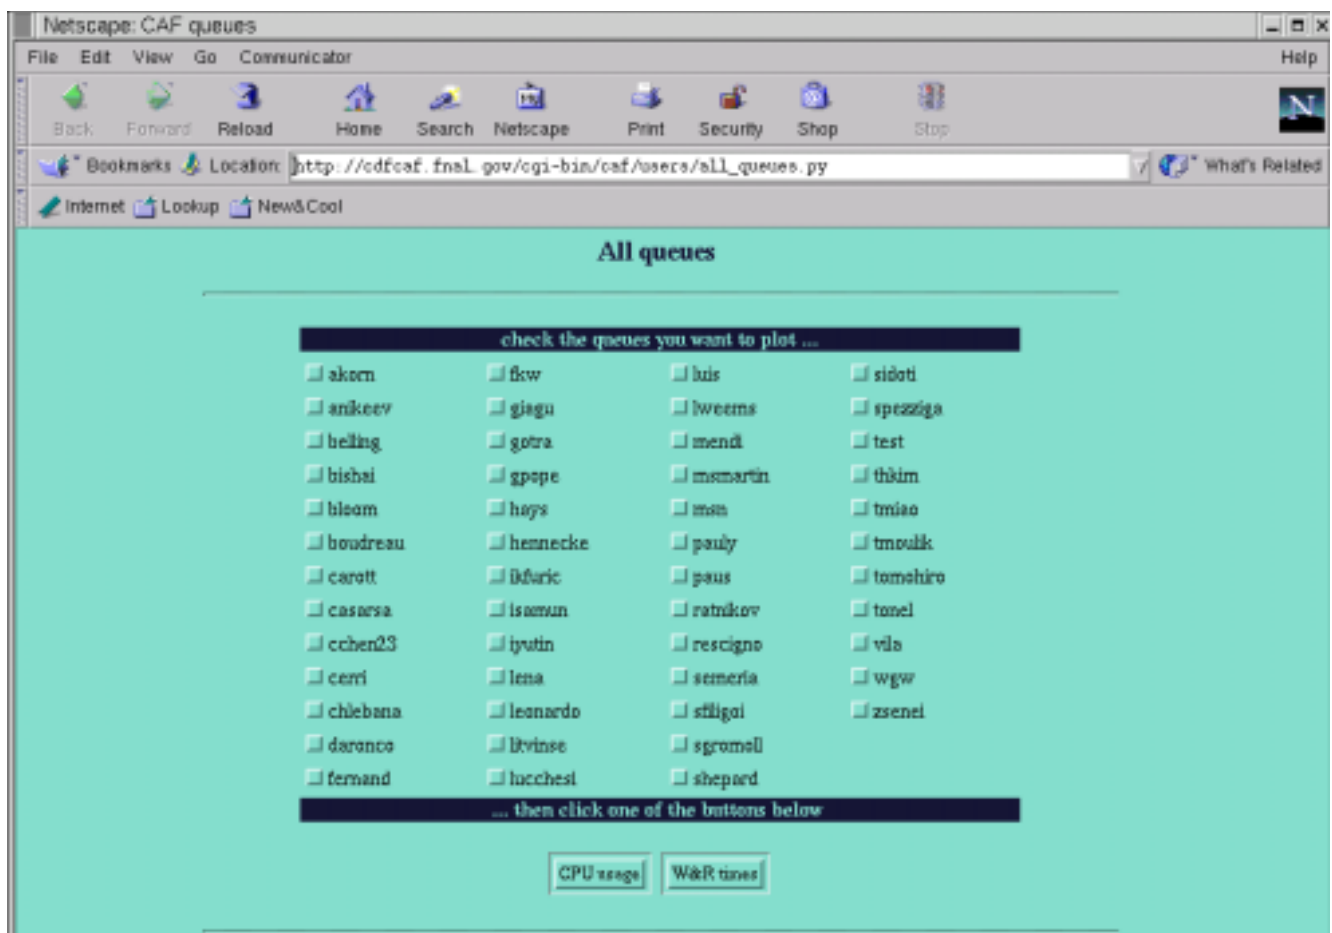 Netscape: CAF queues
File Edit View Go Communicator Help
Back Forward Reload Home Search Netscape Print Security Shop Stop
N
Bookmarks Location: http://cdfcaf.fnal.gov/cgi-bin/caf/users/all_queues.py What's Related
Internet Lookup New&Cool
All queues
check the queues you want to plot ...
akorn fkw luis sidoti
anikeev giagu lweems spezziga
belling gotra mendl test
bishai gpope msmartin thkim
bloom hays msn tmiao
boudreau hennecke pauly tmoulik
carott ikfuric paus tomohiro
casarsa isamun ratnikov tonel
cchen23 iyutin rescigno vila
cerri lena semeria wgw
chlebana leonardo sfiligoi zsenei
daronco litvinse sgromoll
fernand lucchesi shepard
... then click one of the buttons below
CPU usage W&R times